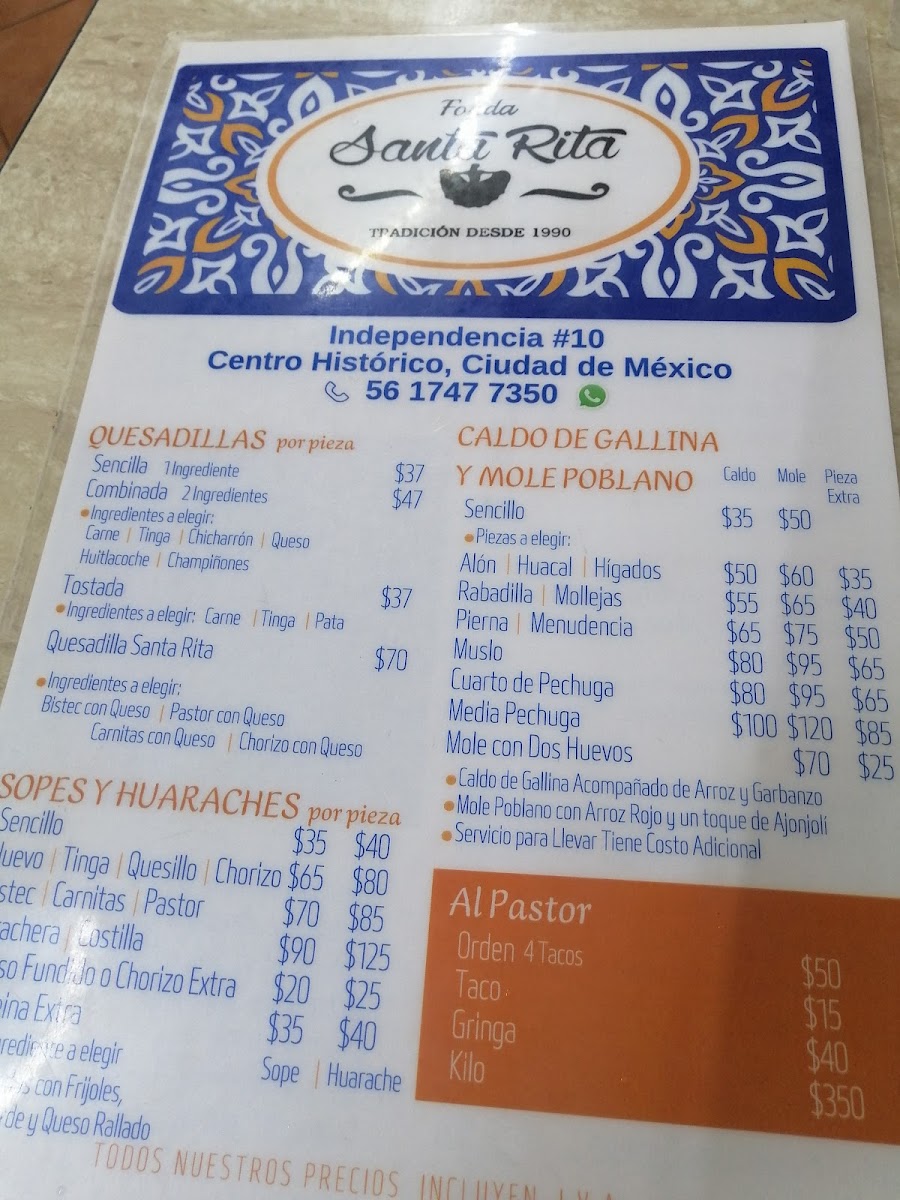 Fonda
Santa Rita
TRADICIÓN DESDE 1990
Independencia #10
Centro Histórico, Ciudad de México
56 1747 7350
QUESADILLAS por pieza
Sencilla 1 Ingrediente $37
Combinada 2 Ingredientes $47
•Ingredientes a elegir:
Carne | Tinga | Chicharrón | Queso
Huitlacoche | Champiñones
Tostada $37
•Ingredientes a elegir: Carne | Tinga | Pata
Quesadilla Santa Rita $70
•Ingredientes a elegir:
Bistec con Queso | Pastor con Queso
Carnitas con Queso | Chorizo con Queso
SOPES Y HUARACHES por pieza
Sencillo $35 $40
uevo | Tinga | Quesillo | Chorizo $65 $80
stec | Carnitas | Pastor $70 $85
achera | Costilla $90 $125
so Fundido o Chorizo Extra $20 $25
ina Extra $35 $40
rediente a elegir Sope | Huarache
con Frijoles,
de y Queso Rallado
CALDO DE GALLINA
Y MOLE POBLANO Caldo Mole Pieza Extra
Sencillo $35 $50
•Piezas a elegir:
Alón | Huacal | Hígados $50 $60 $35
Rabadilla | Mollejas $55 $65 $40
Pierna | Menudencia $65 $75 $50
Muslo $80 $95 $65
Cuarto de Pechuga $80 $95 $65
Media Pechuga $100 $120 $85
Mole con Dos Huevos $70 $25
•Caldo de Gallina Acompañado de Arroz y Garbanzo
•Mole Poblano con Arroz Rojo y un toque de Ajonjolí
•Servicio para Llevar Tiene Costo Adicional
Al Pastor
Orden 4 Tacos $50
Taco $15
Gringa $40
Kilo $350
TODOS NUESTROS PRECIOS INCLUYEN I.V.A.